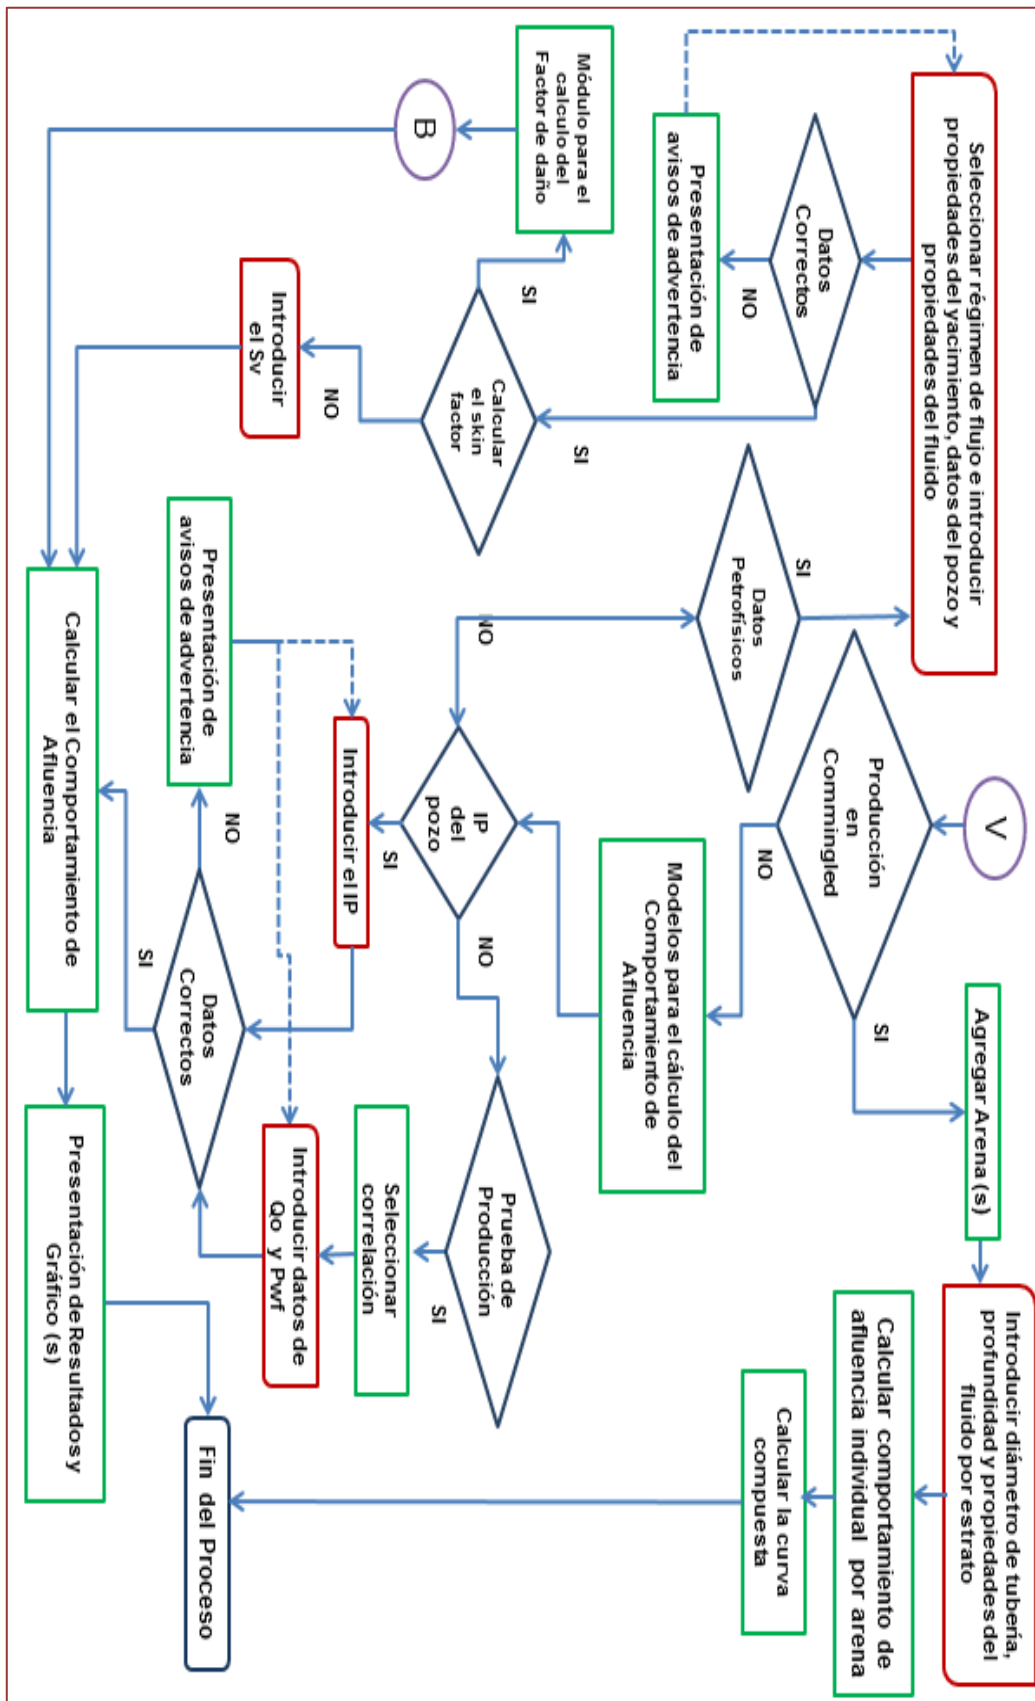 V
Producción
en
Commingled
SI
NO
Agregar Arena (s)
Introducir diámetro de tubería,
profundidad y propiedades del
fluido por estrato
Calcular comportamiento de
afluencia individual por arena
Calcular la curva
compuesta
Fin del Proceso
Modelos para el cálculo del
Comportamiento de
Afluencia
IP
del
pozo
NO
SI
NO
Datos
Petrofísicos
SI
Seleccionar régimen de flujo e introducir
propiedades del yacimiento, datos del pozo y
propiedades del fluido
Datos
Correctos
NO
SI
Presentación de
avisos de advertencia
Calcular
el skin
factor
SI
NO
Módulo para el
calculo del
Factor de daño
B
Introducir
el Sv
Prueba de
Producción
SI
Seleccionar
correlación
Introducir datos de
Qo y Pwf
Introducir el IP
Datos
Correctos
NO
SI
Presentación de
avisos de advertencia
Calcular el Comportamiento de
Afluencia
Presentación de Resultados y
Gráfico (s)